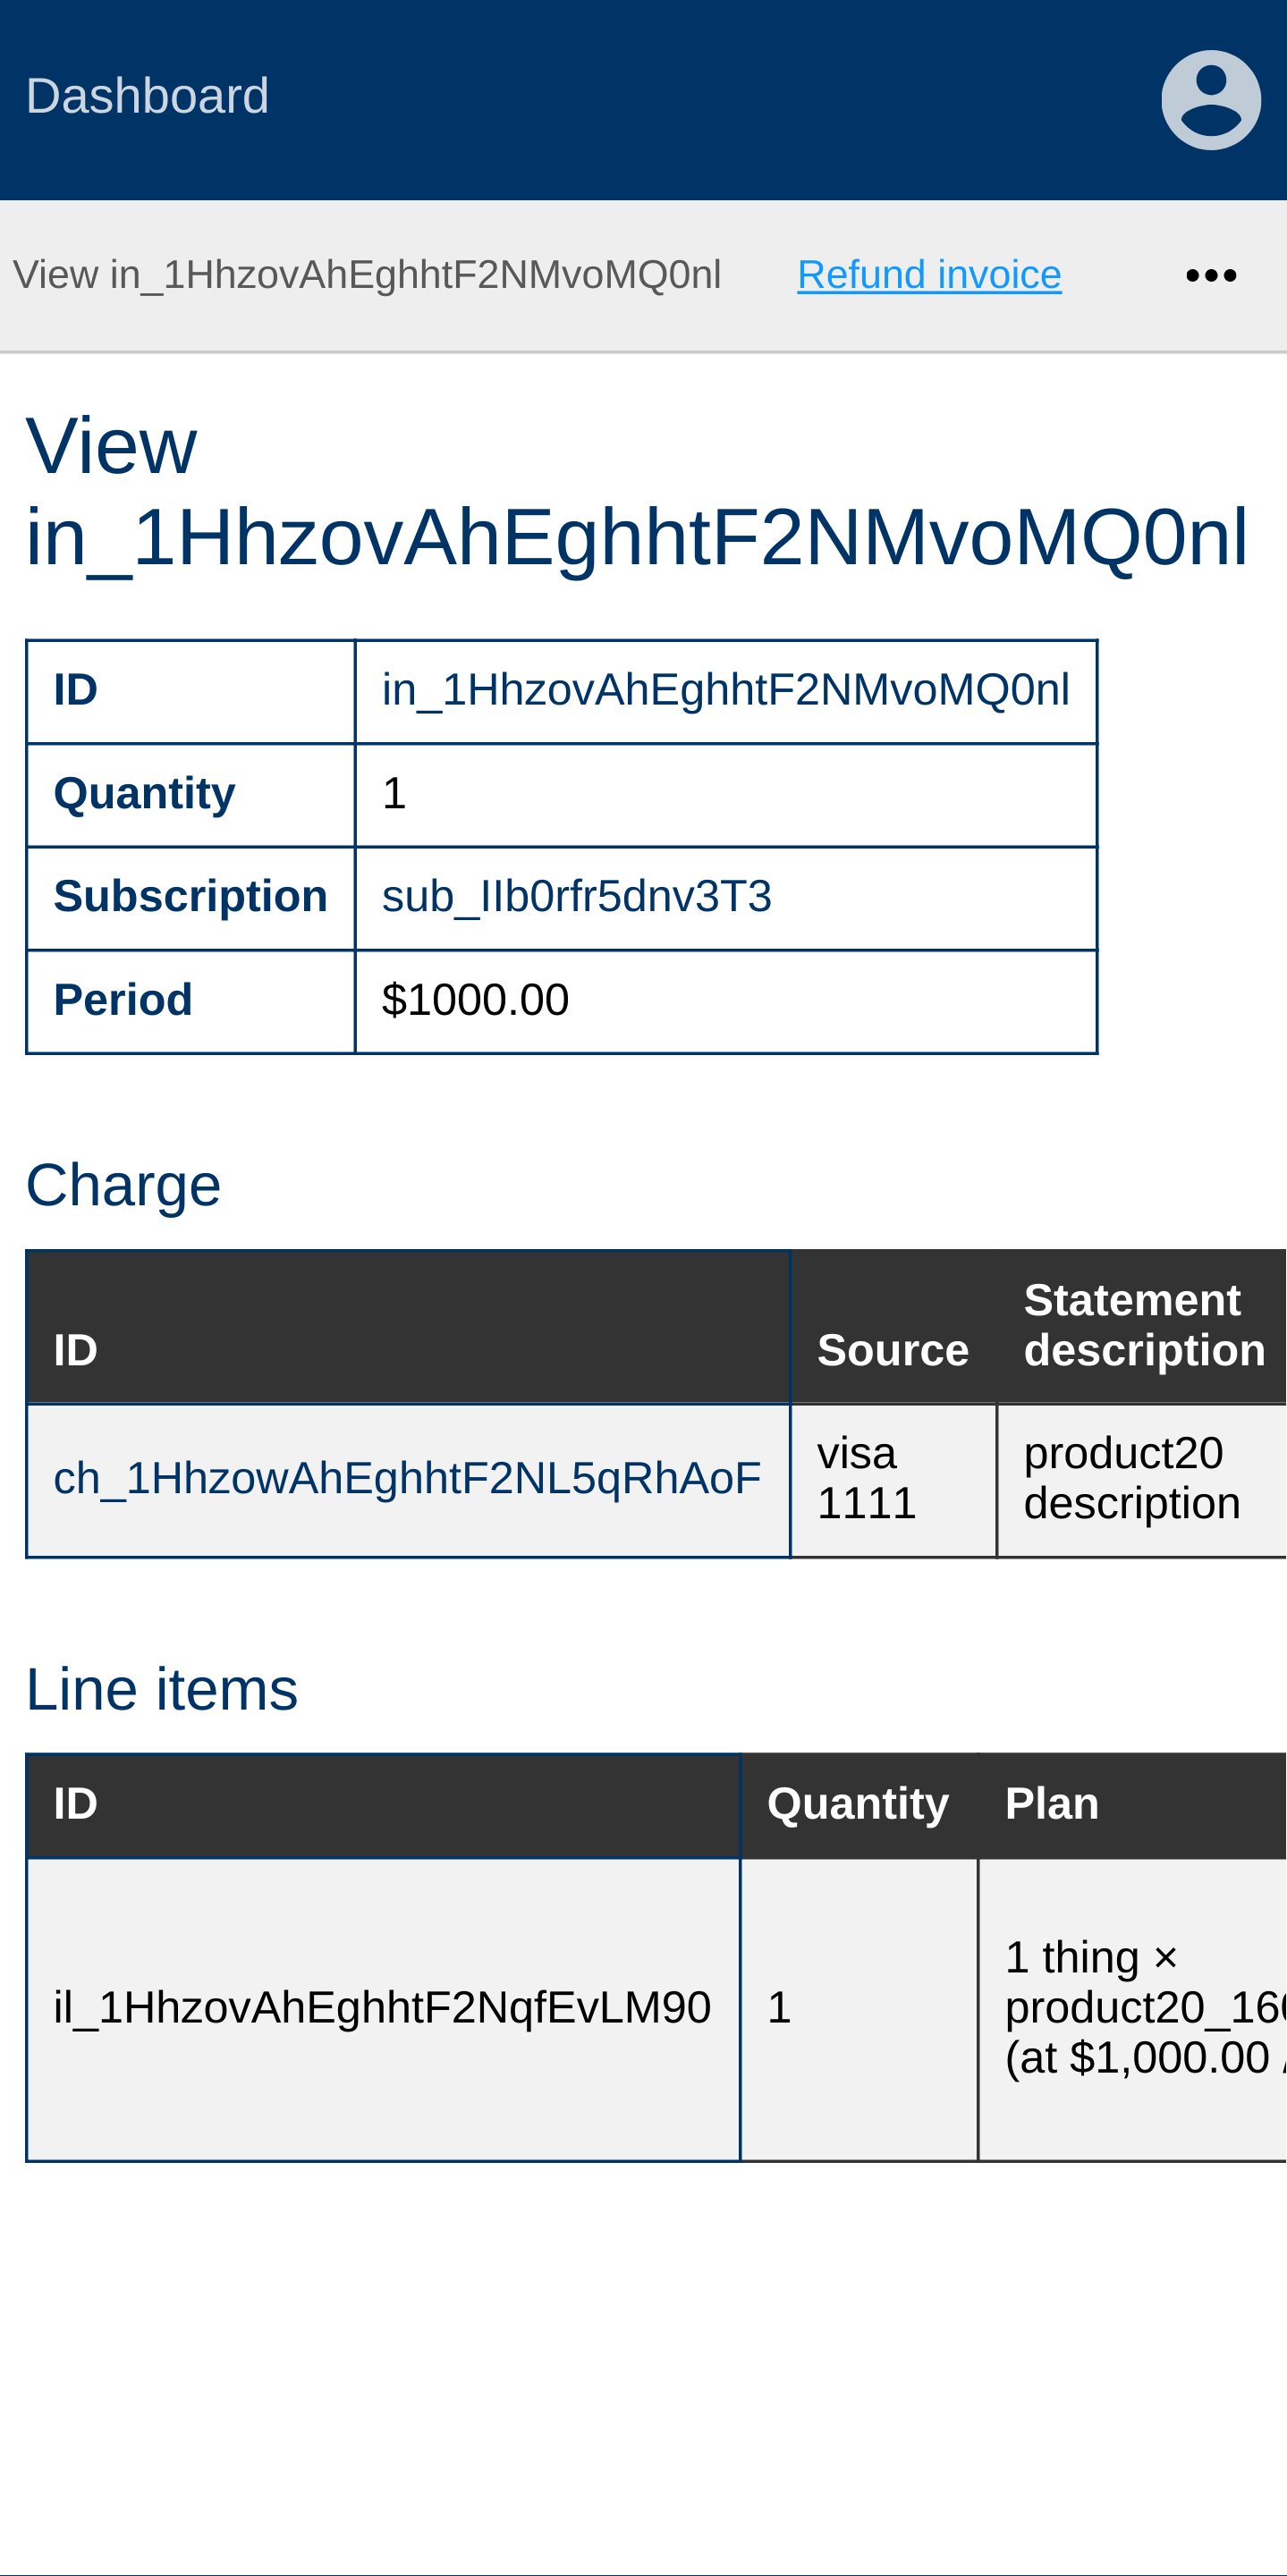 Dashboard
View in_1HhzovAhEghhtF2NMvoMQ0nl Refund invoice •••
View
in_1HhzovAhEghhtF2NMvoMQ0nl
ID in_1HhzovAhEghhtF2NMvoMQ0nl
Quantity 1
Subscription sub_IIb0rfr5dnv3T3
Period $1000.00
Charge
ID Source Statement description
ch_1HhzowAhEghhtF2NL5qRhAoF visa 1111 product20 description
Line items
ID Quantity Plan
il_1HhzovAhEghhtF2NqfEvLM90 1 1 thing ×
product20_16
(at $1,000.00 /